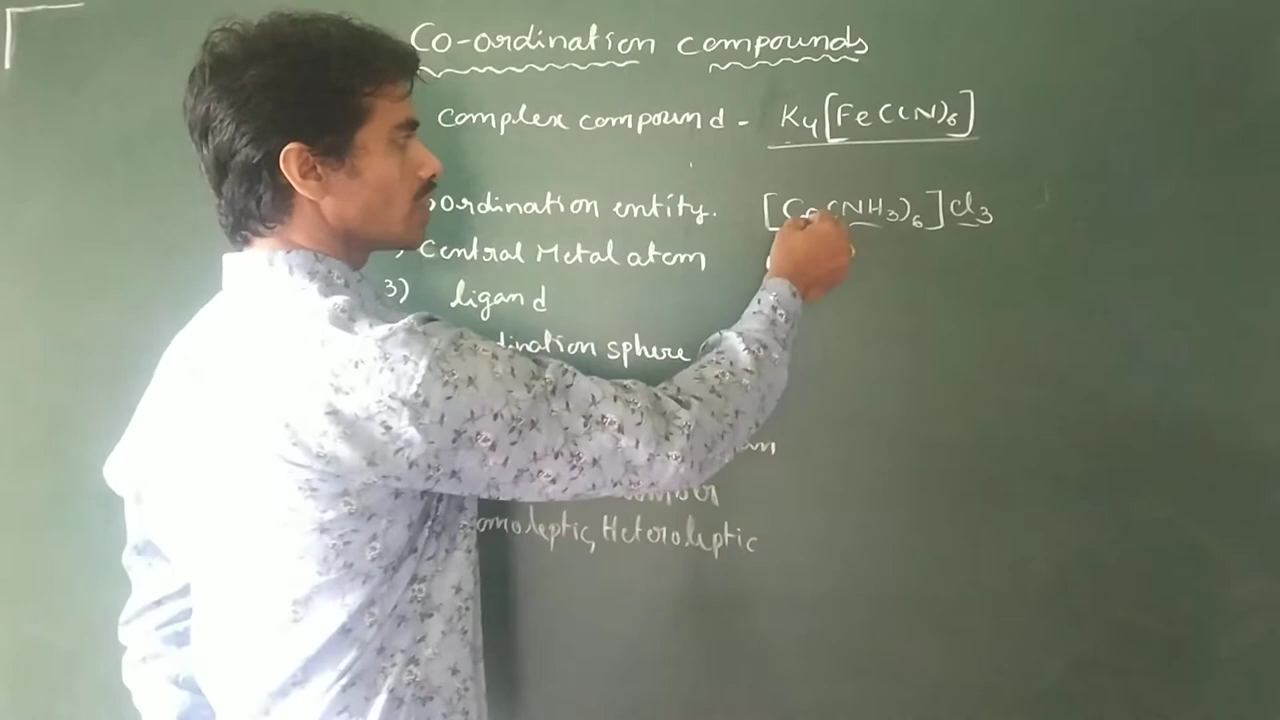 Co-ordination compounds
complex compound - K4[Fe(CN)6]
ordination entity. [Co(NH3)6]Cl3
Central Metal atom
3) ligand
dination sphere
omoleptic, Heteroleptic